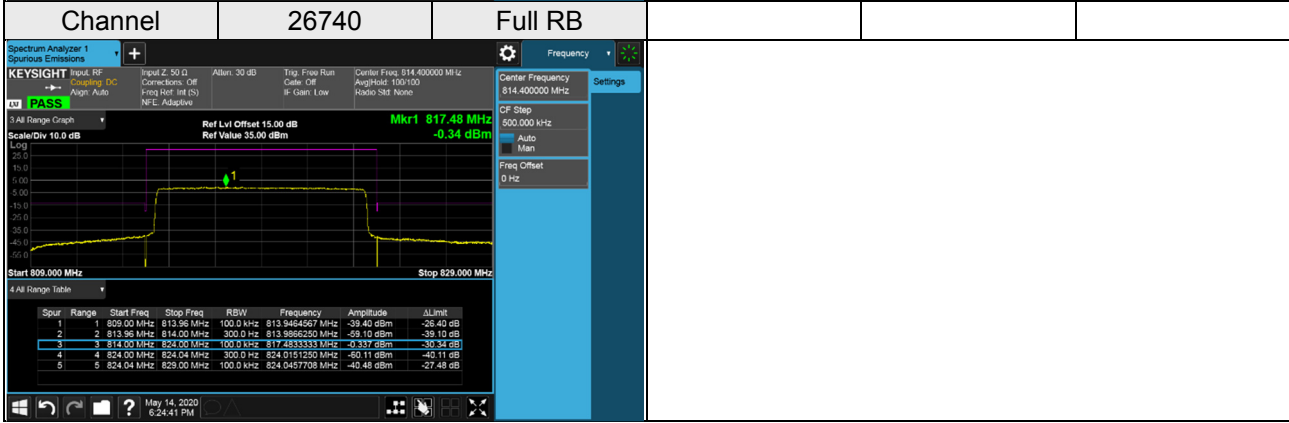 Channel 26740 Full RB
Spectrum Analyzer 1
Spurious Emissions
+
Frequency
KEYSIGHT Input: RF Input Z: 50 Ω Atten: 30 dB Trig: Free Run Center Freq: 814.400000 MHz
Coupling: DC Corrections: Off Gate: Off Avg|Hold: 100/100
Align: Auto Freq Ref: Int (S) IF Gain: Low Radio Std: None
NFE: Adaptive
LXI PASS
Center Frequency
814.400000 MHz
Settings
CF Step
500.000 kHz
Auto
Man
Freq Offset
0 Hz
3 All Range Graph
Ref Lvl Offset 15.00 dB
Mkr1 817.48 MHz
Scale/Div 10.0 dB
Ref Value 35.00 dBm
-0.34 dBm
Log
25.0
15.0
5.00
-5.00
-15.0
-25.0
-35.0
-45.0
-55.0
1
Start 809.000 MHz
Stop 829.000 MHz
4 All Range Table
Spur Range Start Freq Stop Freq RBW Frequency Amplitude ΔLimit
1 1 809.00 MHz 813.96 MHz 100.0 kHz 813.9464567 MHz -39.40 dBm -26.40 dB
2 2 813.96 MHz 814.00 MHz 300.0 Hz 813.9866250 MHz -59.10 dBm -39.10 dB
3 3 814.00 MHz 824.00 MHz 100.0 kHz 817.4833333 MHz -0.337 dBm -30.34 dB
4 4 824.00 MHz 824.04 MHz 300.0 Hz 824.0151250 MHz -60.11 dBm -40.11 dB
5 5 824.04 MHz 829.00 MHz 100.0 kHz 824.0457708 MHz -40.48 dBm -27.48 dB
?
May 14, 2020
6:24:41 PM